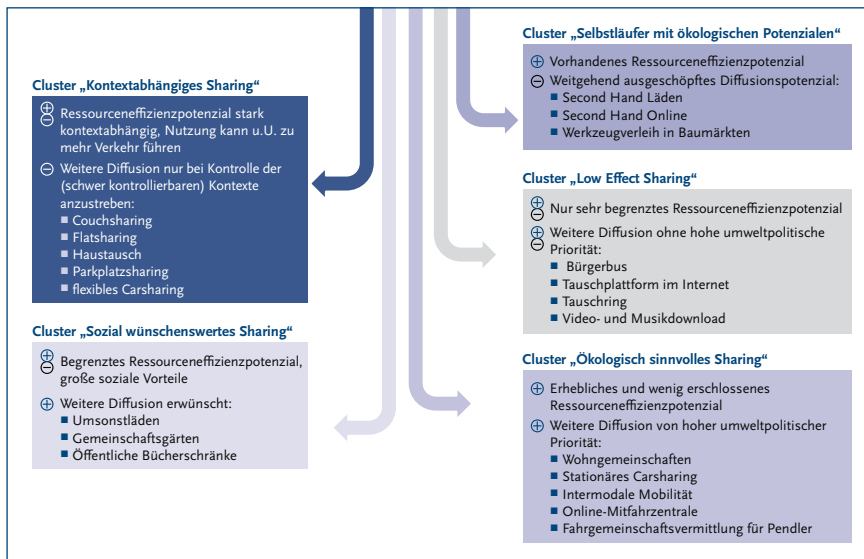 Cluster „Kontextabhängiges Sharing“
⊕ ⊖ Ressourceneffizienzpotenzial stark
kontextabhängig, Nutzung kann u.U. zu
mehr Verkehr führen
⊖ Weitere Diffusion nur bei Kontrolle der
(schwer kontrollierbaren) Kontexte
anzustreben:
■ Couchsharing
■ Flatsharing
■ Haustausch
■ Parkplatzsharing
■ flexibles Carsharing
Cluster „Sozial wünschenswertes Sharing“
⊕ ⊖ Begrenztes Ressourceneffizienzpotenzial,
große soziale Vorteile
⊕ Weitere Diffusion erwünscht:
■ Umsonstläden
■ Gemeinschaftsgärten
■ Öffentliche Bücherschränke
Cluster „Selbstläufer mit ökologischen Potenzialen“
⊕ Vorhandenes Ressourceneffizienzpotenzial
⊖ Weitgehend ausgeschöpftes Diffusionspotenzial:
■ Second Hand Läden
■ Second Hand Online
■ Werkzeugverleih in Baumärkten
Cluster „Low Effect Sharing“
⊕ ⊖ Nur sehr begrenztes Ressourceneffizienzpotenzial
⊕ ⊖ Weitere Diffusion ohne hohe umweltpolitische
Priorität:
■ Bürgerbus
■ Tauschplattform im Internet
■ Tauschring
■ Video- und Musikdownload
Cluster „Ökologisch sinnvolles Sharing“
⊕ Erhebliches und wenig erschlossenes
Ressourceneffizienzpotenzial
⊕ Weitere Diffusion von hoher umweltpolitischer
Priorität:
■ Wohngemeinschaften
■ Stationäres Carsharing
■ Intermodale Mobilität
■ Online-Mitfahrzentrale
■ Fahrgemeinschaftsvermittlung für Pendler